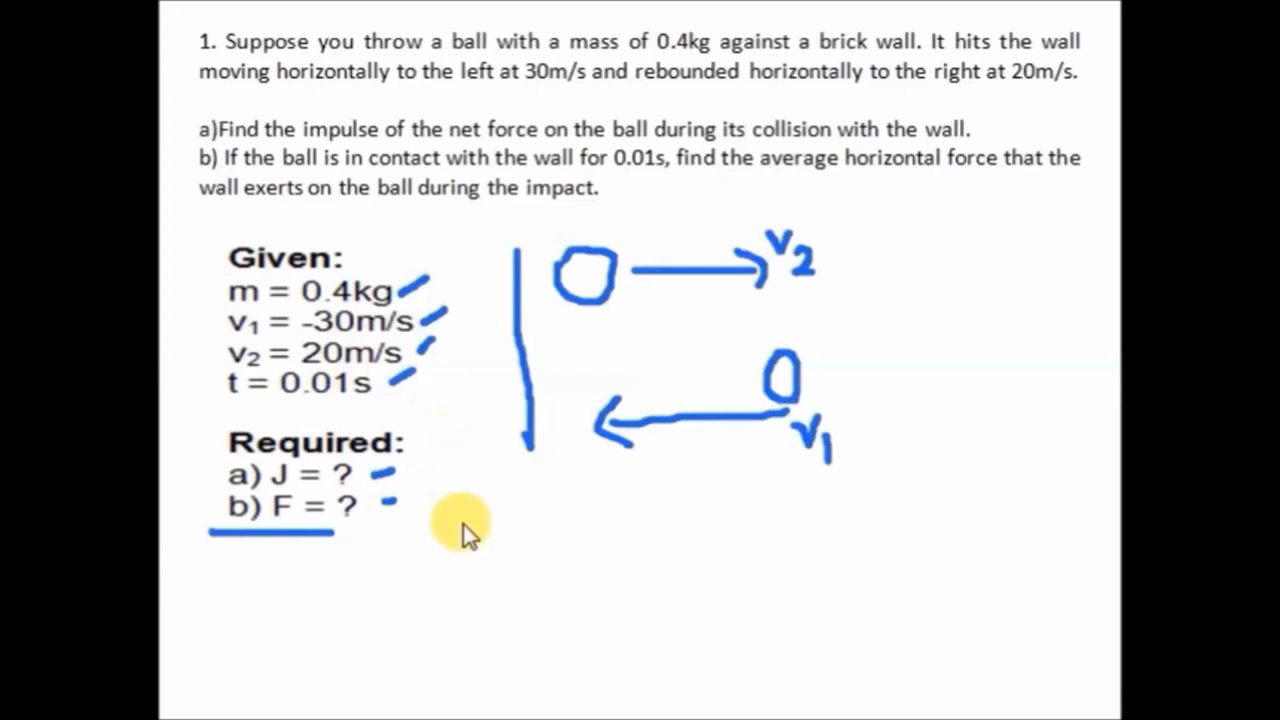 1. Suppose you throw a ball with a mass of 0.4kg against a brick wall. It hits the wall
moving horizontally to the left at 30m/s and rebounded horizontally to the right at 20m/s.
a)Find the impulse of the net force on the ball during its collision with the wall.
b) If the ball is in contact with the wall for 0.01s, find the average horizontal force that the
wall exerts on the ball during the impact.
Given:
m = 0.4kg
v₁ = -30m/s
v₂ = 20m/s
t = 0.01s
Required:
a) J = ?
b) F = ?
v2
v1